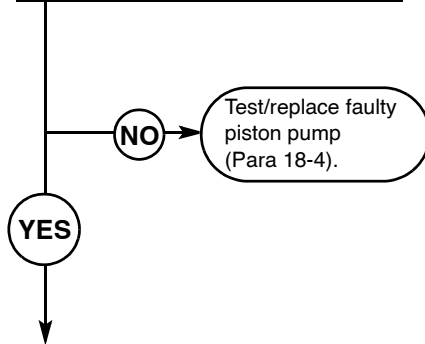 NO
Test/replace faulty
piston pump
(Para 18-4).
YES